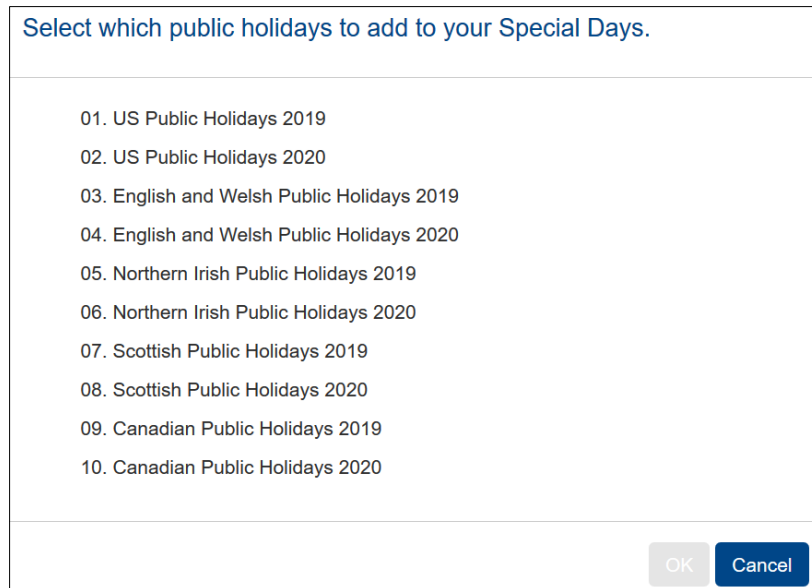 Select which public holidays to add to your Special Days.
01. US Public Holidays 2019
02. US Public Holidays 2020
03. English and Welsh Public Holidays 2019
04. English and Welsh Public Holidays 2020
05. Northern Irish Public Holidays 2019
06. Northern Irish Public Holidays 2020
07. Scottish Public Holidays 2019
08. Scottish Public Holidays 2020
09. Canadian Public Holidays 2019
10. Canadian Public Holidays 2020
OK Cancel